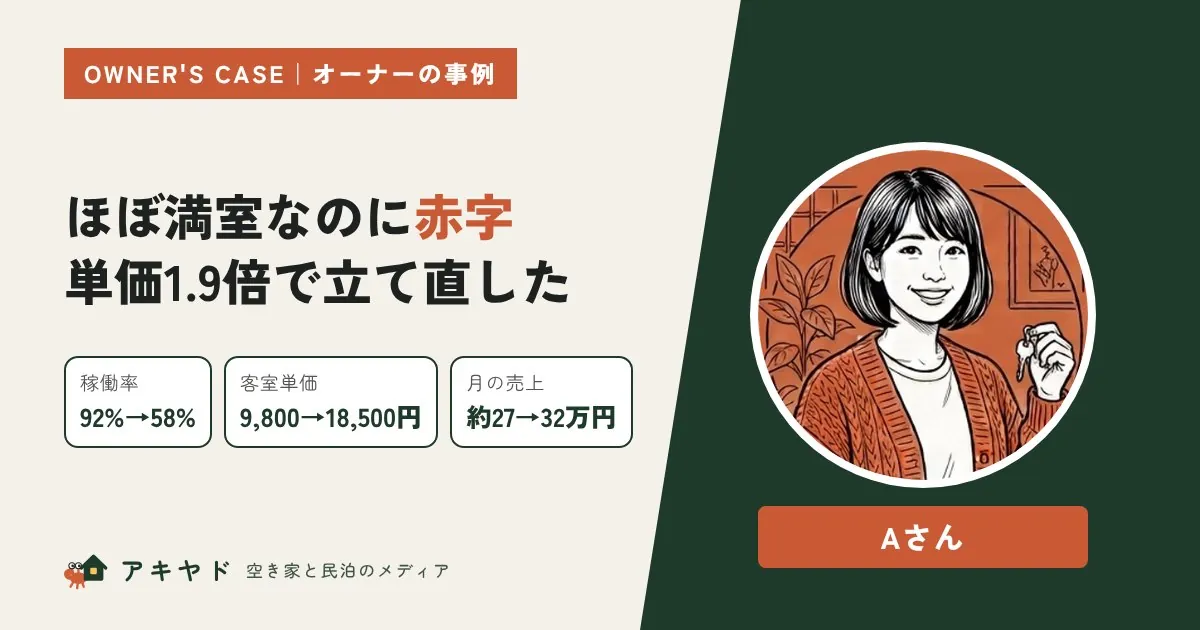 OWNER'S CASE｜オーナーの事例
ほぼ満室なのに赤字
単価1.9倍で立て直した
稼働率
92%→58%
客室単価
9,800→18,500円
月の売上
約27→32万円
Aさん
アキヤド 空き家と民泊のメディア